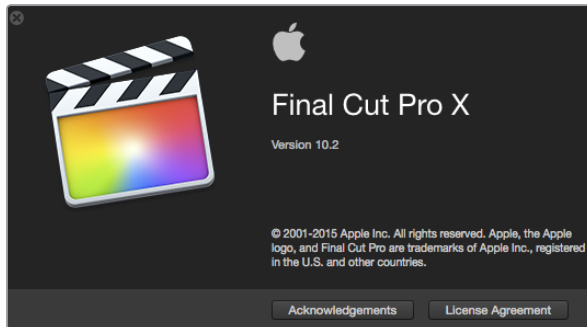 Final Cut Pro X
Version 10.2
© 2001-2015 Apple Inc. All rights reserved. Apple, the Apple
logo, and Final Cut Pro are trademarks of Apple Inc., registered
in the U.S. and other countries.
Acknowledgements
License Agreement